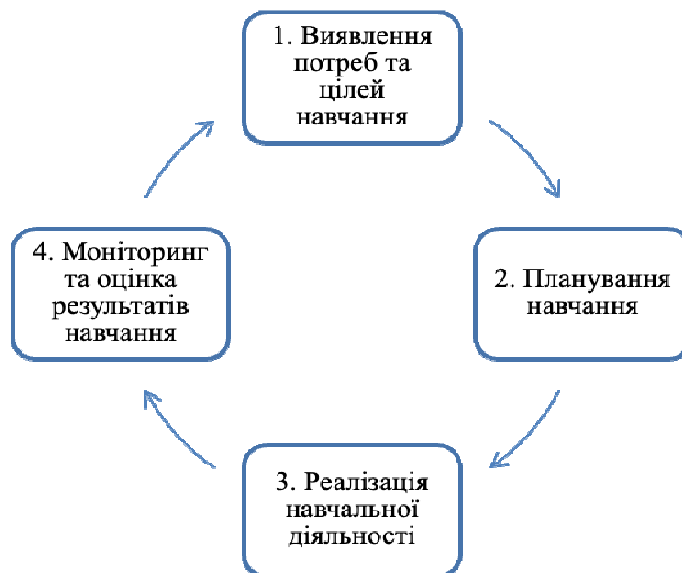 1. Виявлення
потреб та
цілей
навчання
2. Планування
навчання
3. Реалізація
навчальної
діяльності
4. Моніторинг
та оцінка
результатів
навчання